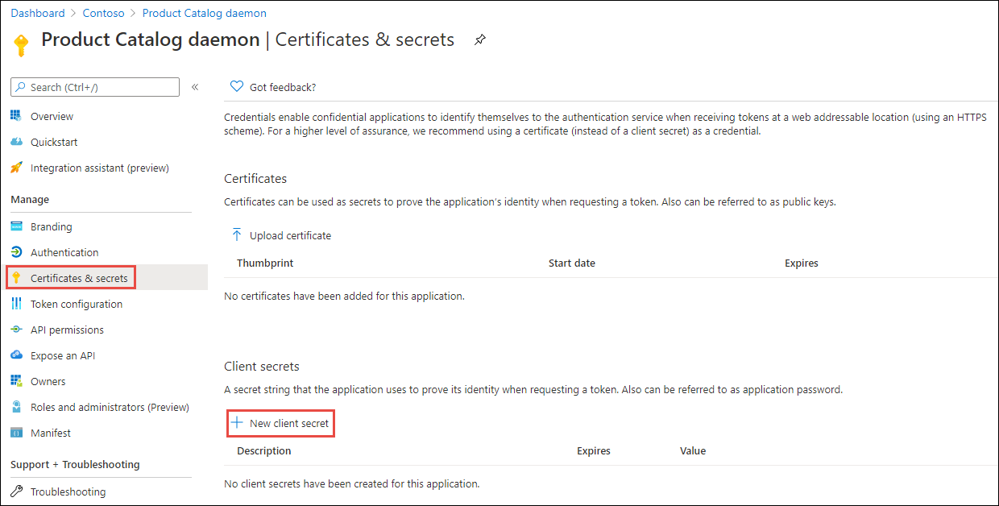 Dashboard > Contoso > Product Catalog daemon
Product Catalog daemon | Certificates & secrets
Search (Ctrl+/)
«
Overview
Quickstart
Integration assistant (preview)
Manage
Branding
Authentication
Certificates & secrets
Token configuration
API permissions
Expose an API
Owners
Roles and administrators (Preview)
Manifest
Support + Troubleshooting
Troubleshooting
Got feedback?
Credentials enable confidential applications to identify themselves to the authentication service when receiving tokens at a web addressable location (using an HTTPS
scheme). For a higher level of assurance, we recommend using a certificate (instead of a client secret) as a credential.
Certificates
Certificates can be used as secrets to prove the application's identity when requesting a token. Also can be referred to as public keys.
Upload certificate
Thumbprint Start date Expires
No certificates have been added for this application.
Client secrets
A secret string that the application uses to prove its identity when requesting a token. Also can be referred to as application password.
New client secret
Description Expires Value
No client secrets have been created for this application.